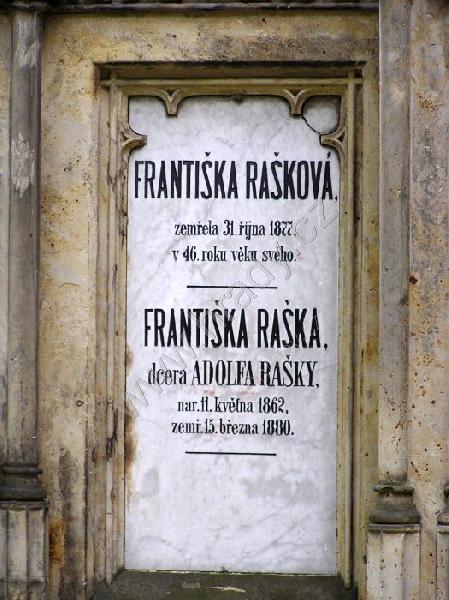 FRANTIŠKA RAŠKOVÁ,
zemřela 31. října 1877,
v 46. roku věku svého.
FRANTIŠKA RAŠKA,
dcera ADOLFA RAŠKY,
nar. 11. května 1862,
zemř. 15. března 1880.